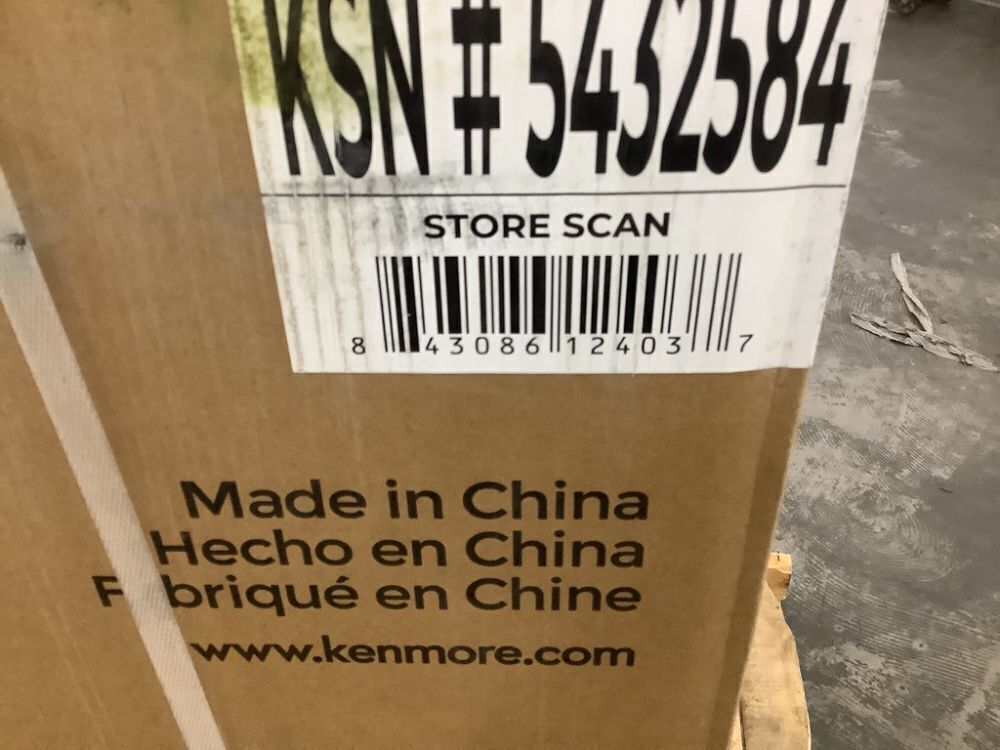 KSN # 5432584
STORE SCAN
8 43086 12403 7
Made in China
Hecho en China
Fabriqué en Chine
www.kenmore.com